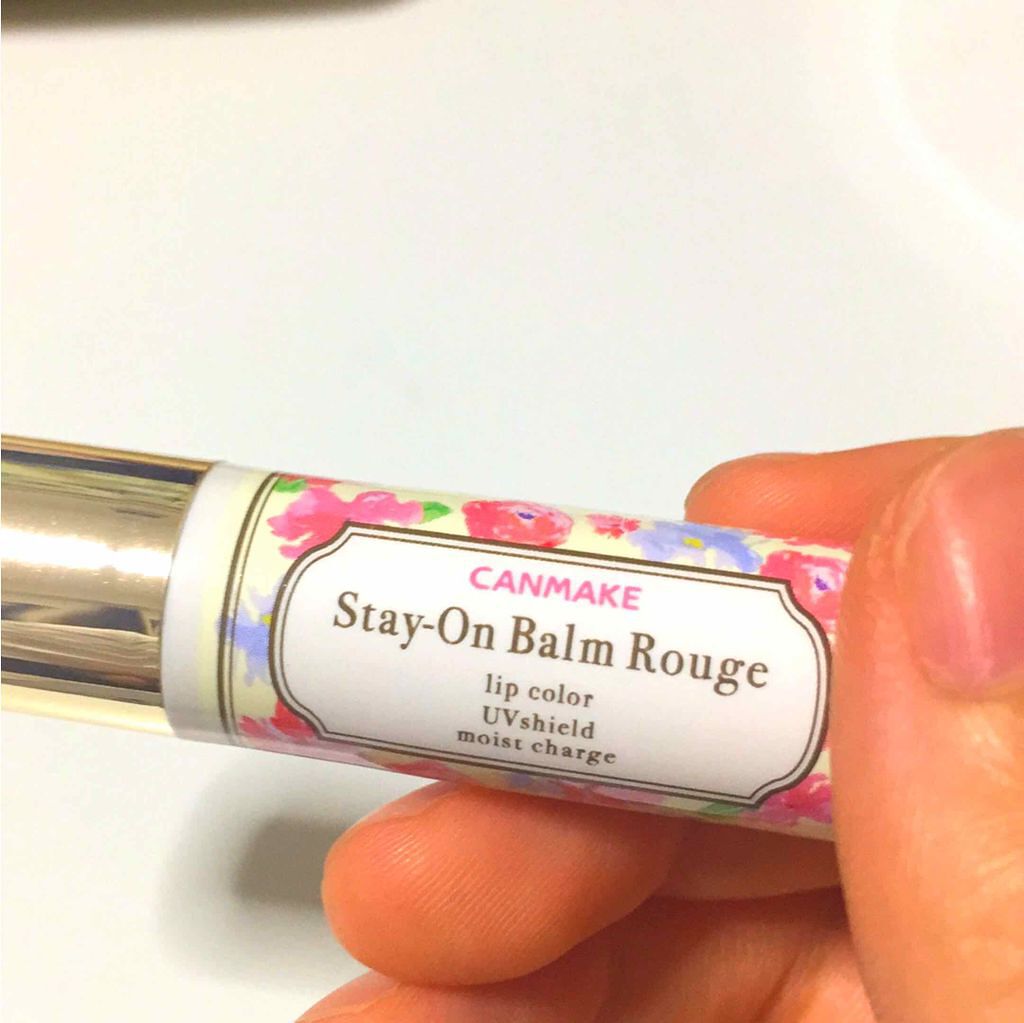 CANMAKE
Stay-On Balm Rouge
lip color
UVshield
moist charge